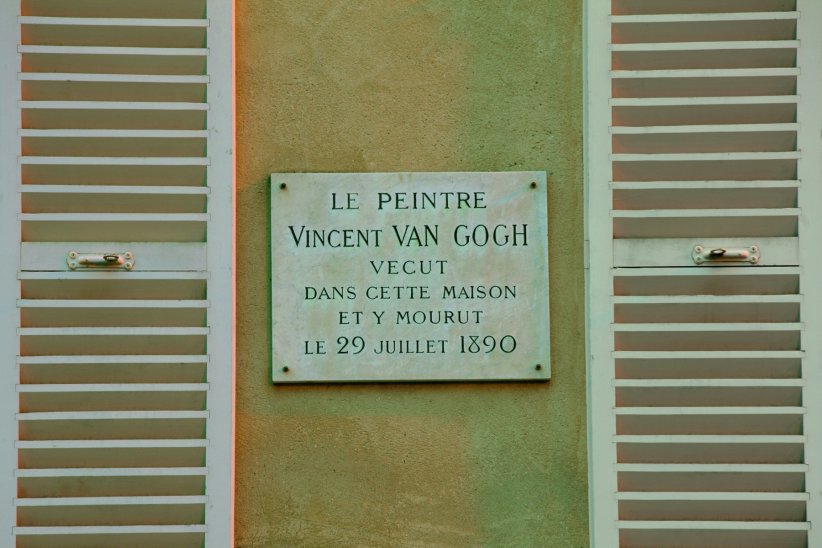 LE PEINTRE
VINCENT VAN GOGH
VECUT
DANS CETTE MAISON
ET Y MOURUT
LE 29 JUILLET 1890